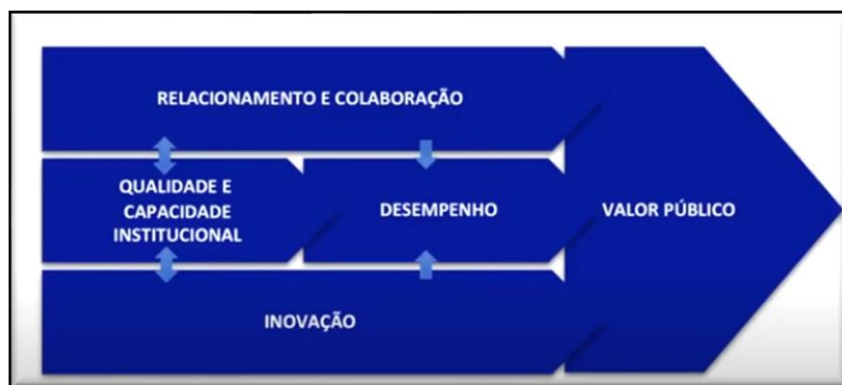 RELACIONAMENTO E COLABORAÇÃO
QUALIDADE E
CAPACIDADE
INSTITUCIONAL
DESEMPENHO
VALOR PÚBLICO
INOVAÇÃO